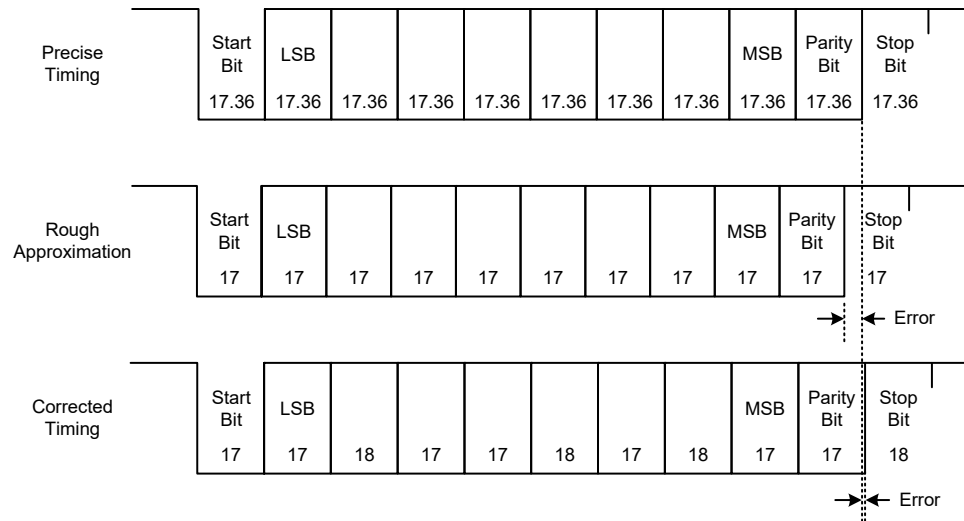 Precise
Timing
Start
Bit
LSB
MSB
Parity
Bit
Stop
Bit
17.36 17.36 17.36 17.36 17.36 17.36 17.36 17.36 17.36 17.36 17.36
Rough
Approximation
Start
Bit
LSB
MSB
Parity
Bit
Stop
Bit
17 17 17 17 17 17 17 17 17 17 17
Error
Corrected
Timing
Start
Bit
LSB
MSB
Parity
Bit
Stop
Bit
17 17 18 17 17 18 17 18 17 17 18
Error